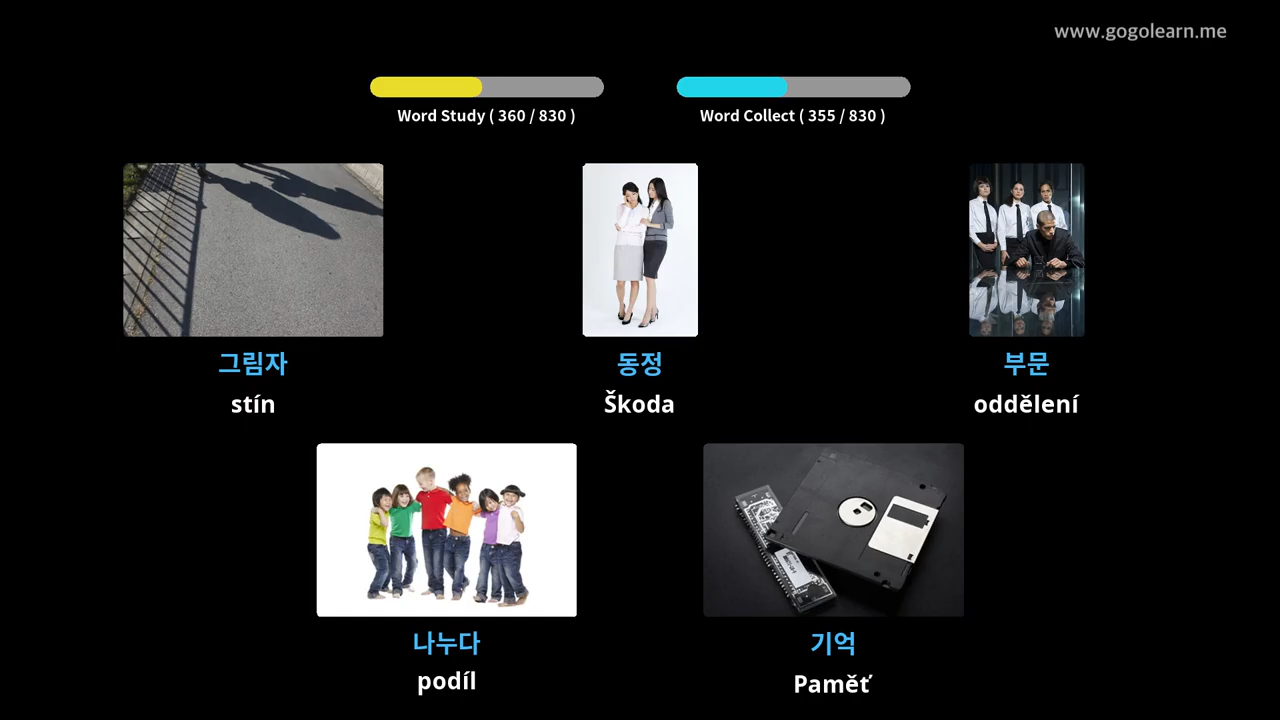 www.gogolearn.me
Word Study ( 360 / 830 )
Word Collect ( 355 / 830 )
그림자
stín
동정
Škoda
부문
oddělení
나누다
podíl
기억
Paměť